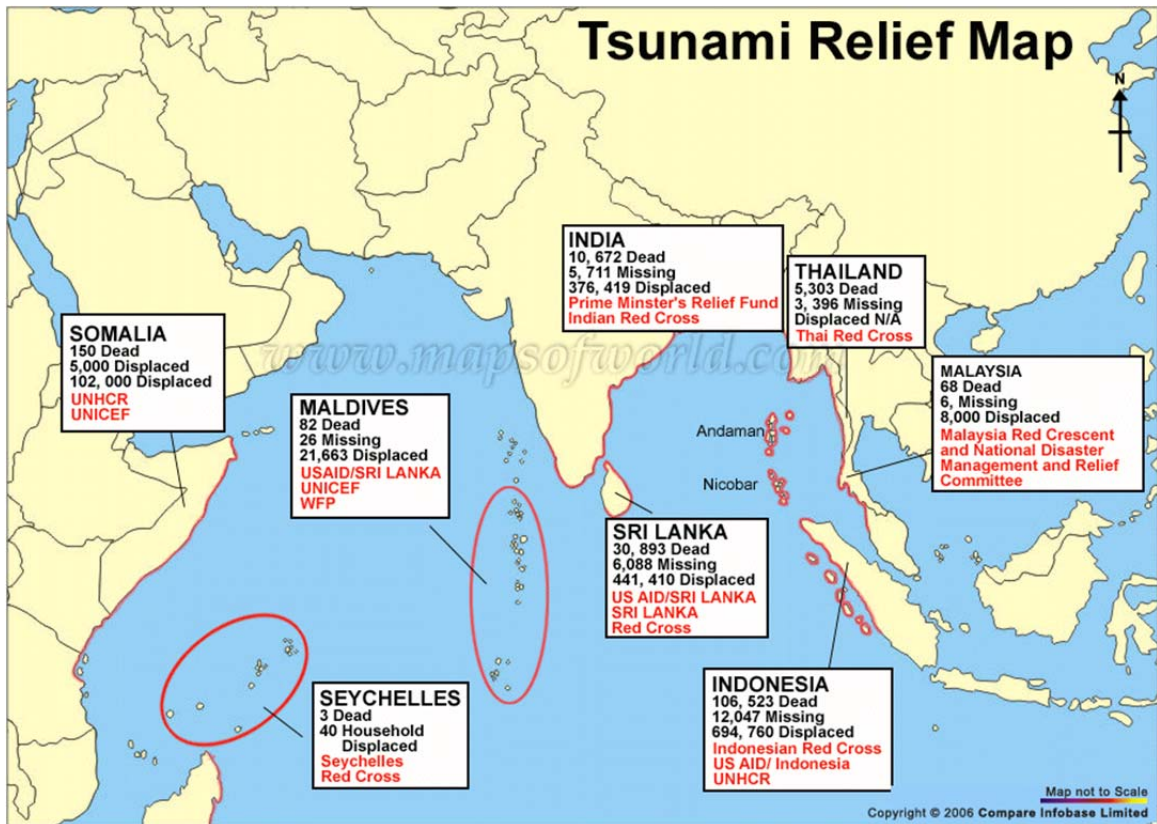 Tsunami Relief Map
N
INDIA
10, 672 Dead
5, 711 Missing
376, 419 Displaced
Prime Minster's Relief Fund
Indian Red Cross
THAILAND
5,303 Dead
3, 396 Missing
Displaced N/A
Thai Red Cross
SOMALIA
150 Dead
5,000 Displaced
102, 000 Displaced
UNHCR
UNICEF
www.mapsofworld.com
MALAYSIA
68 Dead
6, Missing
8,000 Displaced
Malaysia Red Crescent
and National Disaster
Management and Relief
Committee
MALDIVES
82 Dead
26 Missing
21,663 Displaced
USAID/SRI LANKA
UNICEF
WFP
Andaman
Nicobar
SRI LANKA
30, 893 Dead
6,088 Missing
441, 410 Displaced
US AID/SRI LANKA
SRI LANKA
Red Cross
SEYCHELLES
3 Dead
40 Household
Displaced
Seychelles
Red Cross
INDONESIA
106, 523 Dead
12,047 Missing
694, 760 Displaced
Indonesian Red Cross
US AID/ Indonesia
UNHCR
Map not to Scale
Copyright © 2006 Compare Infobase Limited